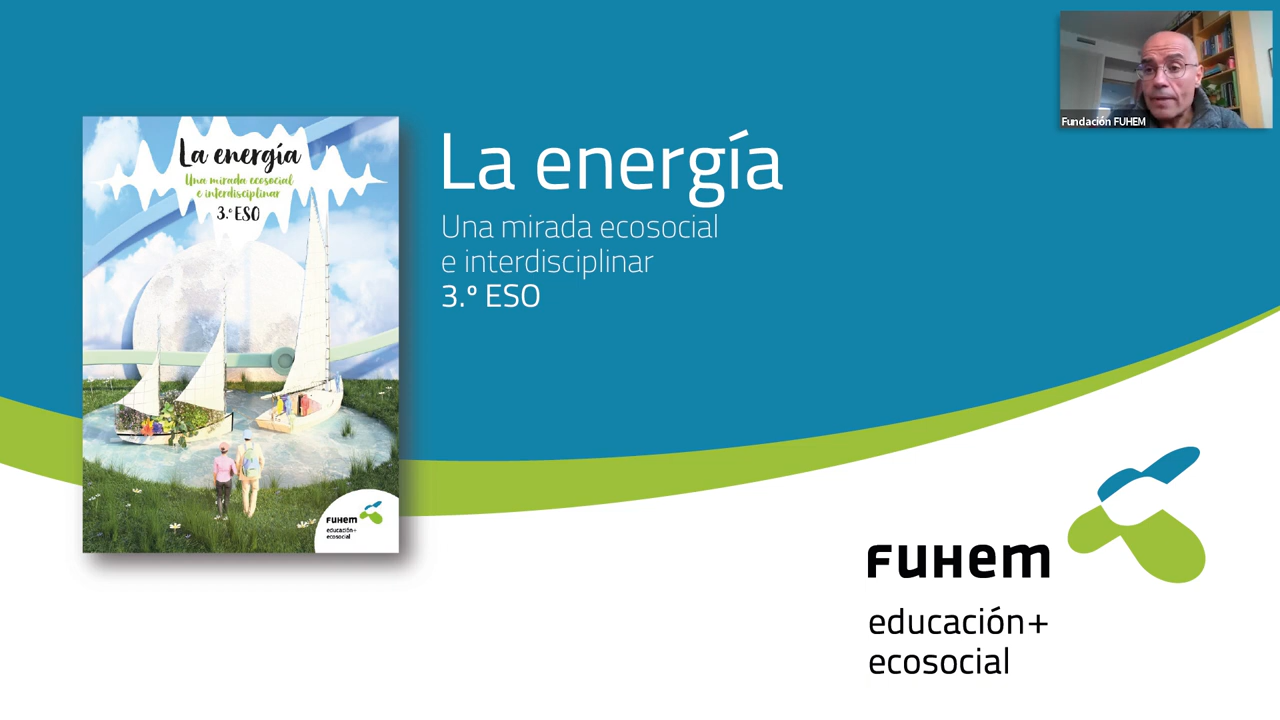 La energía
Una mirada ecosocial
e interdisciplinar
3.º ESO
FUHEM
educación+
ecosocial
La energía
Una mirada ecosocial
e interdisciplinar
3.º ESO
Fundación FUHEM
FUHEM
educación+
ecosocial